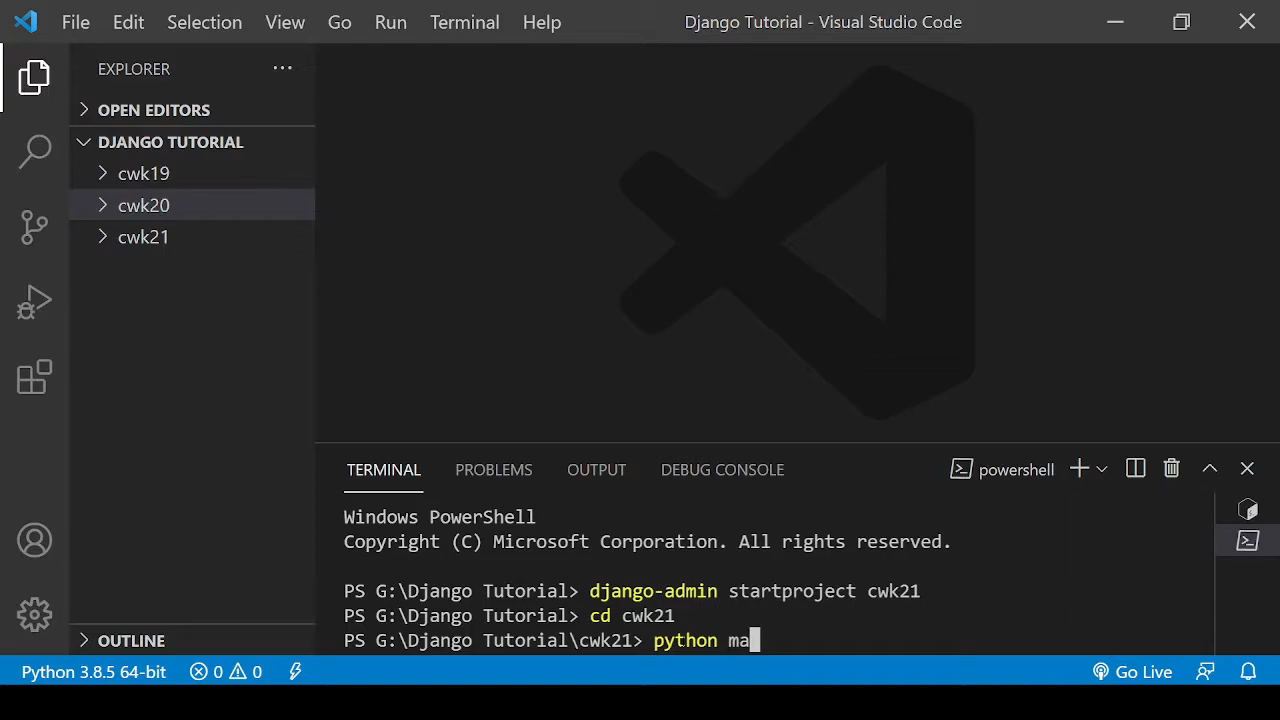 File Edit Selection View Go Run Terminal Help Django Tutorial - Visual Studio Code
EXPLORER
OPEN EDITORS
DJANGO TUTORIAL
cwk19
cwk20
cwk21
TERMINAL PROBLEMS OUTPUT DEBUG CONSOLE powershell
Windows PowerShell
Copyright (C) Microsoft Corporation. All rights reserved.
PS G:\Django Tutorial> django-admin startproject cwk21
PS G:\Django Tutorial> cd cwk21
PS G:\Django Tutorial\cwk21> python ma
OUTLINE
Python 3.8.5 64-bit 0 0 Go Live